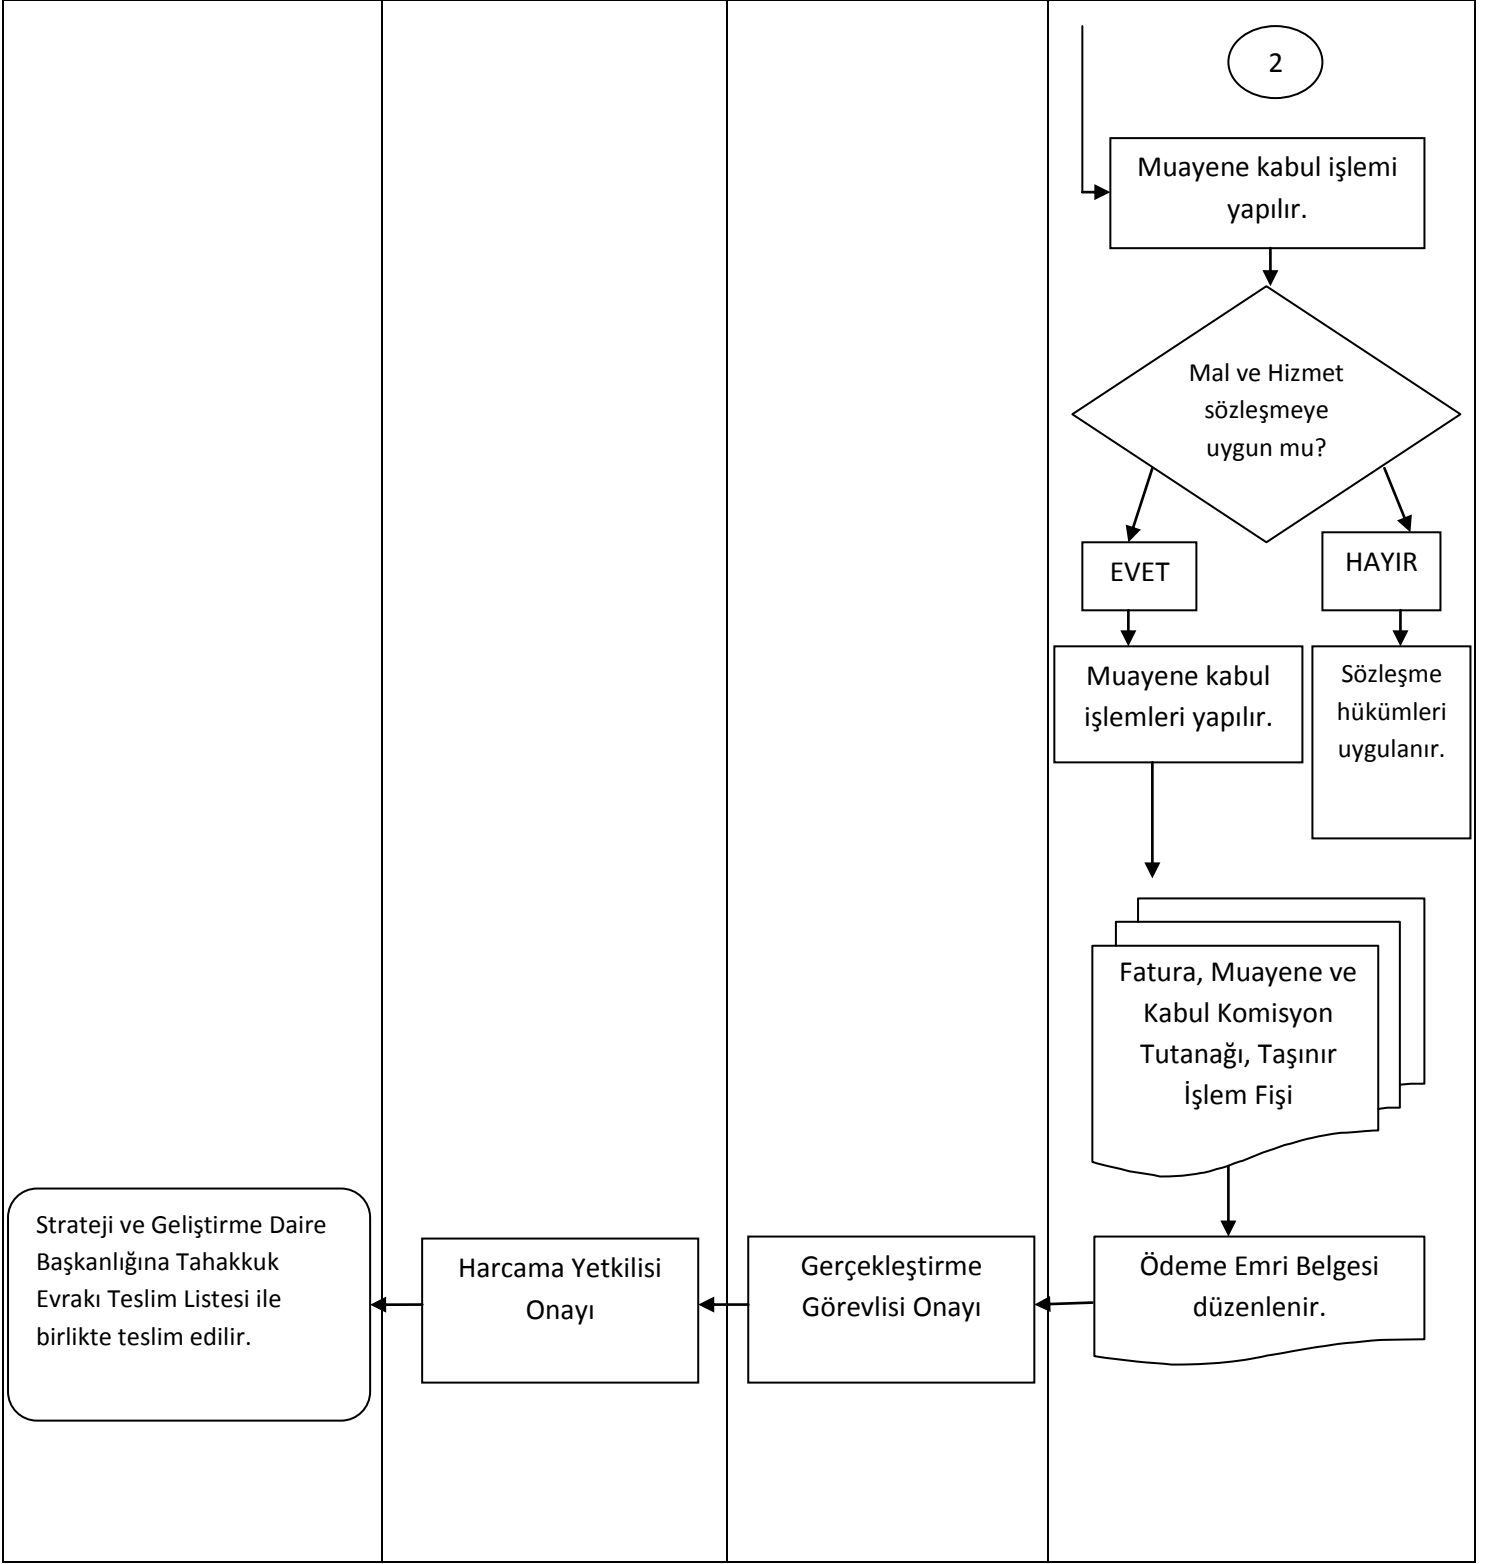 2
Muayene kabul işlemi
yapılır.
Mal ve Hizmet
sözleşmeye
uygun mu?
EVET
HAYIR
Muayene kabul
işlemleri yapılır.
Sözleşme
hükümleri
uygulanır.
Fatura, Muayene ve
Kabul Komisyon
Tutanağı, Taşınır
İşlem Fişi
Ödeme Emri Belgesi
düzenlenir.
Gerçekleştirme
Görevlisi Onayı
Harcama Yetkilisi
Onayı
Strateji ve Geliştirme Daire
Başkanlığına Tahakkuk
Evrakı Teslim Listesi ile
birlikte teslim edilir.